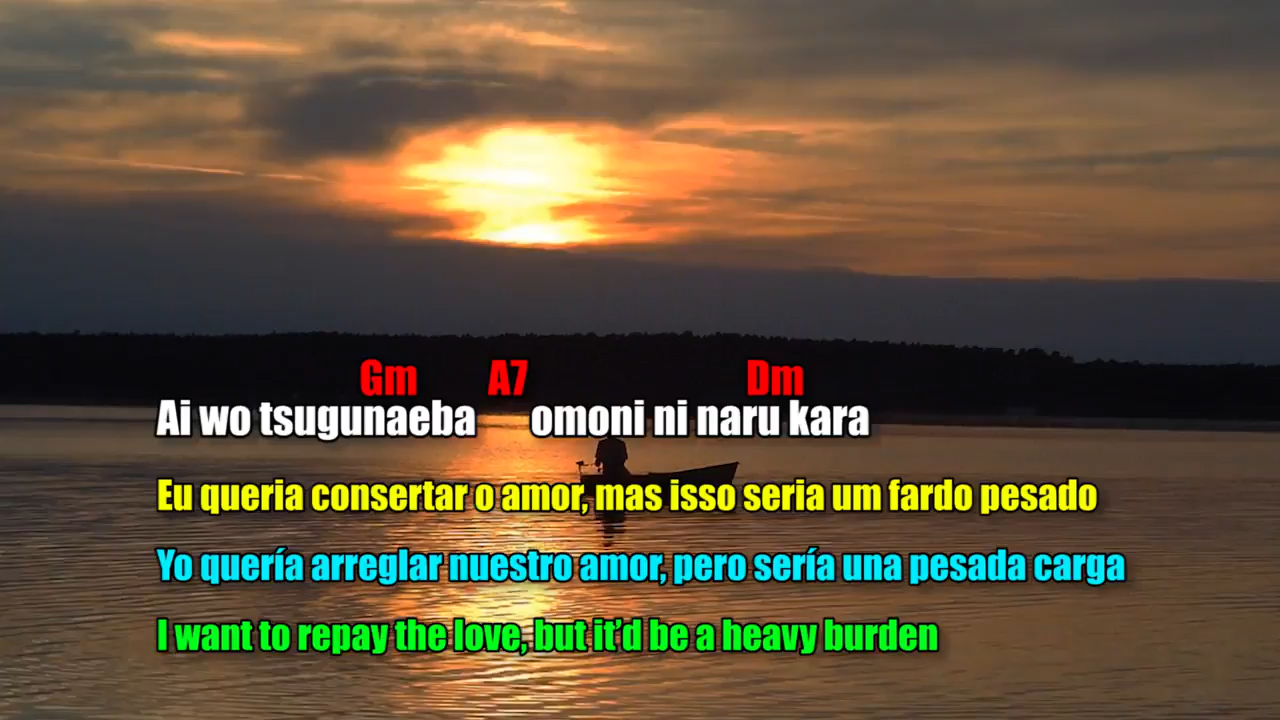 Gm A7 Dm
Ai wo tsugunaeba omoni ni naru kara
Eu queria consertar o amor, mas isso seria um fardo pesado
Yo quería arreglar nuestro amor, pero sería una pesada carga
I want to repay the love, but it'd be a heavy burden